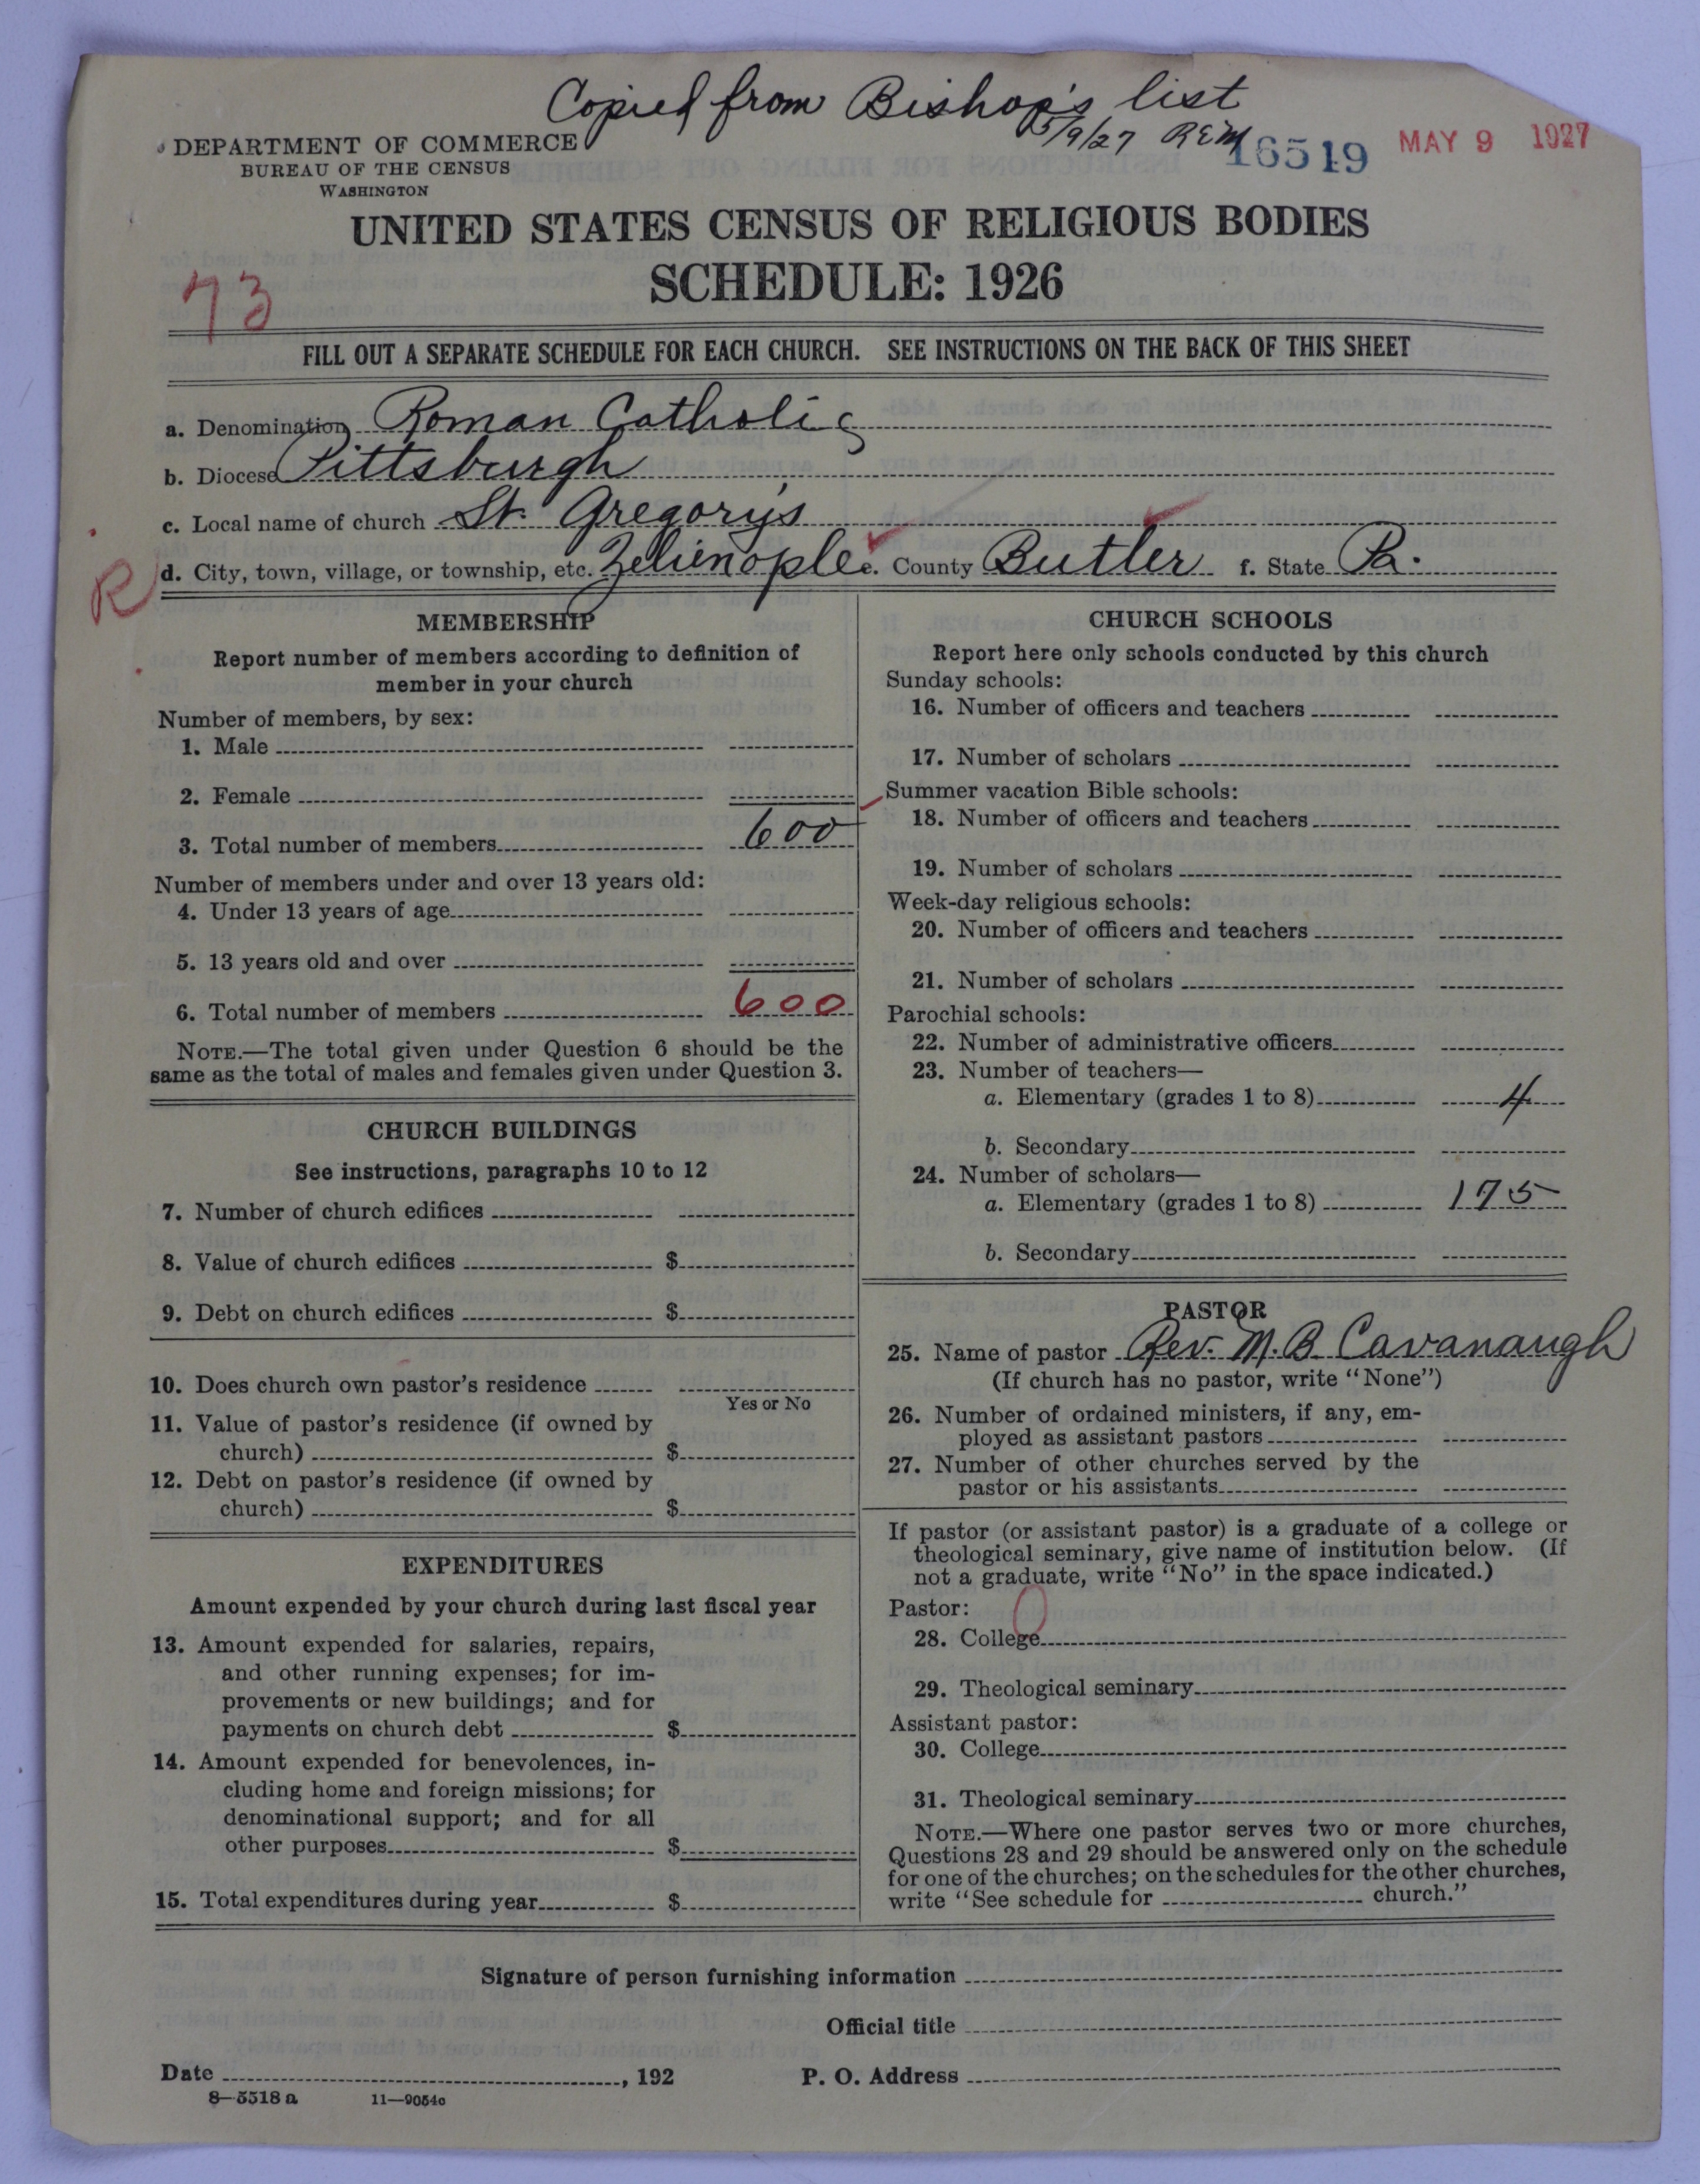 Copied from Bishop's list
5/9/27 REM
16519 MAY 9 1927
DEPARTMENT OF COMMERCE
BUREAU OF THE CENSUS
WASHINGTON
UNITED STATES CENSUS OF RELIGIOUS BODIES
SCHEDULE: 1926
73
FILL OUT A SEPARATE SCHEDULE FOR EACH CHURCH. SEE INSTRUCTIONS ON THE BACK OF THIS SHEET
a. Denomination Roman Catholic
b. Diocese Pittsburgh
c. Local name of church St. Gregory's
R d. City, town, village, or township, etc. Zelienople e. County Butler f. State Pa.
MEMBERSHIP
Report number of members according to definition of
member in your church
Number of members, by sex:
1. Male
2. Female
3. Total number of members 600
Number of members under and over 13 years old:
4. Under 13 years of age
5. 13 years old and over
6. Total number of members 600
NOTE.—The total given under Question 6 should be the
same as the total of males and females given under Question 3.
CHURCH BUILDINGS
See instructions, paragraphs 10 to 12
7. Number of church edifices
8. Value of church edifices $
9. Debt on church edifices $
10. Does church own pastor's residence
Yes or No
11. Value of pastor's residence (if owned by
church) $
12. Debt on pastor's residence (if owned by
church) $
EXPENDITURES
Amount expended by your church during last fiscal year
13. Amount expended for salaries, repairs,
and other running expenses; for im-
provements or new buildings; and for
payments on church debt $
14. Amount expended for benevolences, in-
cluding home and foreign missions; for
denominational support; and for all
other purposes $
15. Total expenditures during year $
CHURCH SCHOOLS
Report here only schools conducted by this church
Sunday schools:
16. Number of officers and teachers
17. Number of scholars
Summer vacation Bible schools:
18. Number of officers and teachers
19. Number of scholars
Week-day religious schools:
20. Number of officers and teachers
21. Number of scholars
Parochial schools:
22. Number of administrative officers
23. Number of teachers—
a. Elementary (grades 1 to 8) 4
b. Secondary
24. Number of scholars—
a. Elementary (grades 1 to 8) 175
b. Secondary
PASTOR
25. Name of pastor Rev. M. B. Cavanaugh
(If church has no pastor, write "None")
26. Number of ordained ministers, if any, em-
ployed as assistant pastors
27. Number of other churches served by the
pastor or his assistants
If pastor (or assistant pastor) is a graduate of a college or
theological seminary, give name of institution below. (If
not a graduate, write "No" in the space indicated.)
Pastor: 0
28. College
29. Theological seminary
Assistant pastor:
30. College
31. Theological seminary
NOTE.—Where one pastor serves two or more churches,
Questions 28 and 29 should be answered only on the schedule
for one of the churches; on the schedules for the other churches,
write "See schedule for church."
Signature of person furnishing information
Official title
Date , 192 P. O. Address
8—5518 a 11—9054c